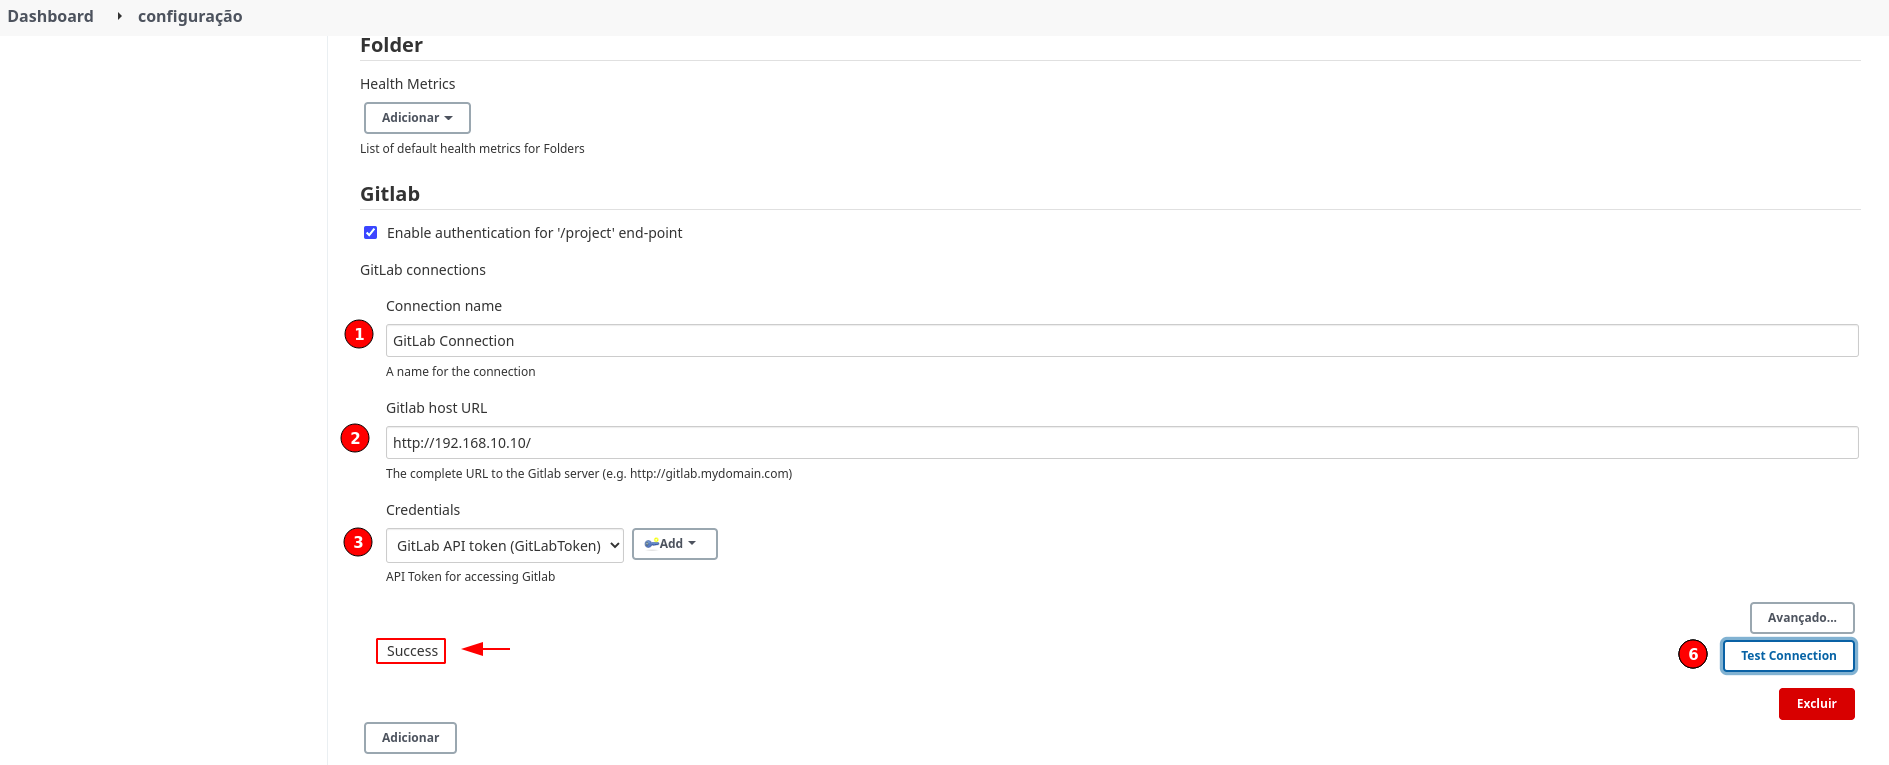 Dashboard configuração
Folder
Health Metrics
Adicionar
List of default health metrics for Folders
Gitlab
Enable authentication for '/project' end-point
GitLab connections
Connection name
1 GitLab Connection
A name for the connection
Gitlab host URL
2 http://192.168.10.10/
The complete URL to the Gitlab server (e.g. http://gitlab.mydomain.com)
Credentials
3 GitLab API token (GitLabToken) Add
API Token for accessing Gitlab
Avançado...
Success 6 Test Connection
Excluir
Adicionar